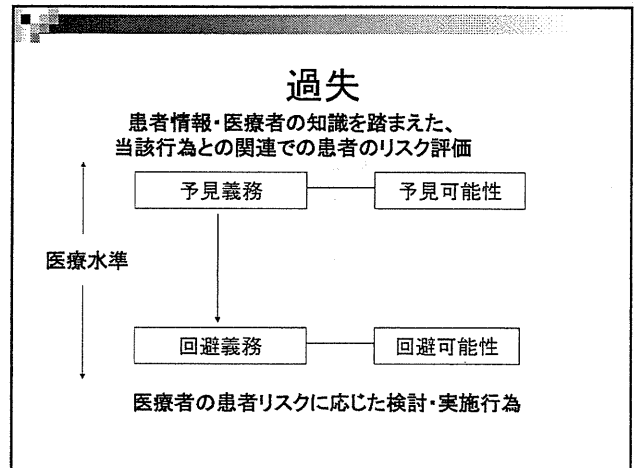 過失
患者情報・医療者の知識を踏まえた、
当該行為との関連での患者のリスク評価
予見義務
予見可能性
医療水準
回避義務
回避可能性
医療者の患者リスクに応じた検討・実施行為